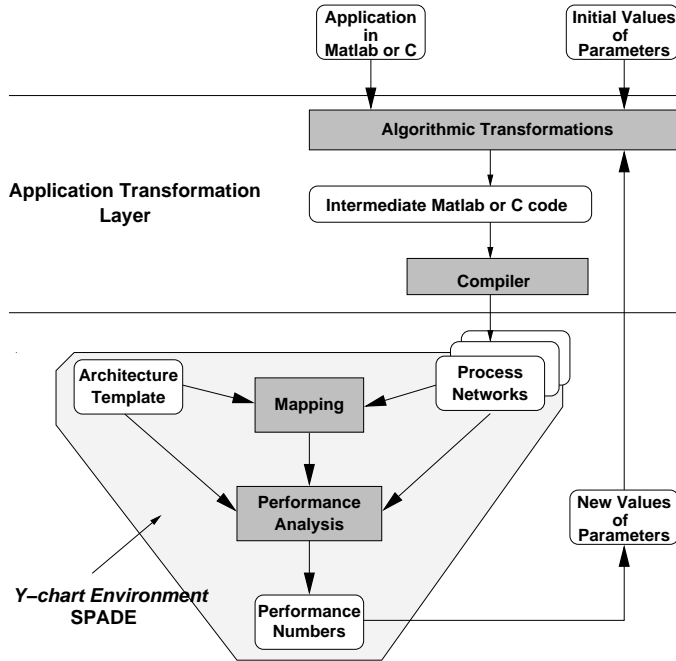 Application
in
Matlab or C
Initial Values
of
Parameters
Algorithmic Transformations
Application Transformation
Layer
Intermediate Matlab or C code
Compiler
Architecture
Template
Mapping
Process
Networks
Performance
Analysis
New Values
of
Parameters
Y–chart Environment
SPADE
Performance
Numbers